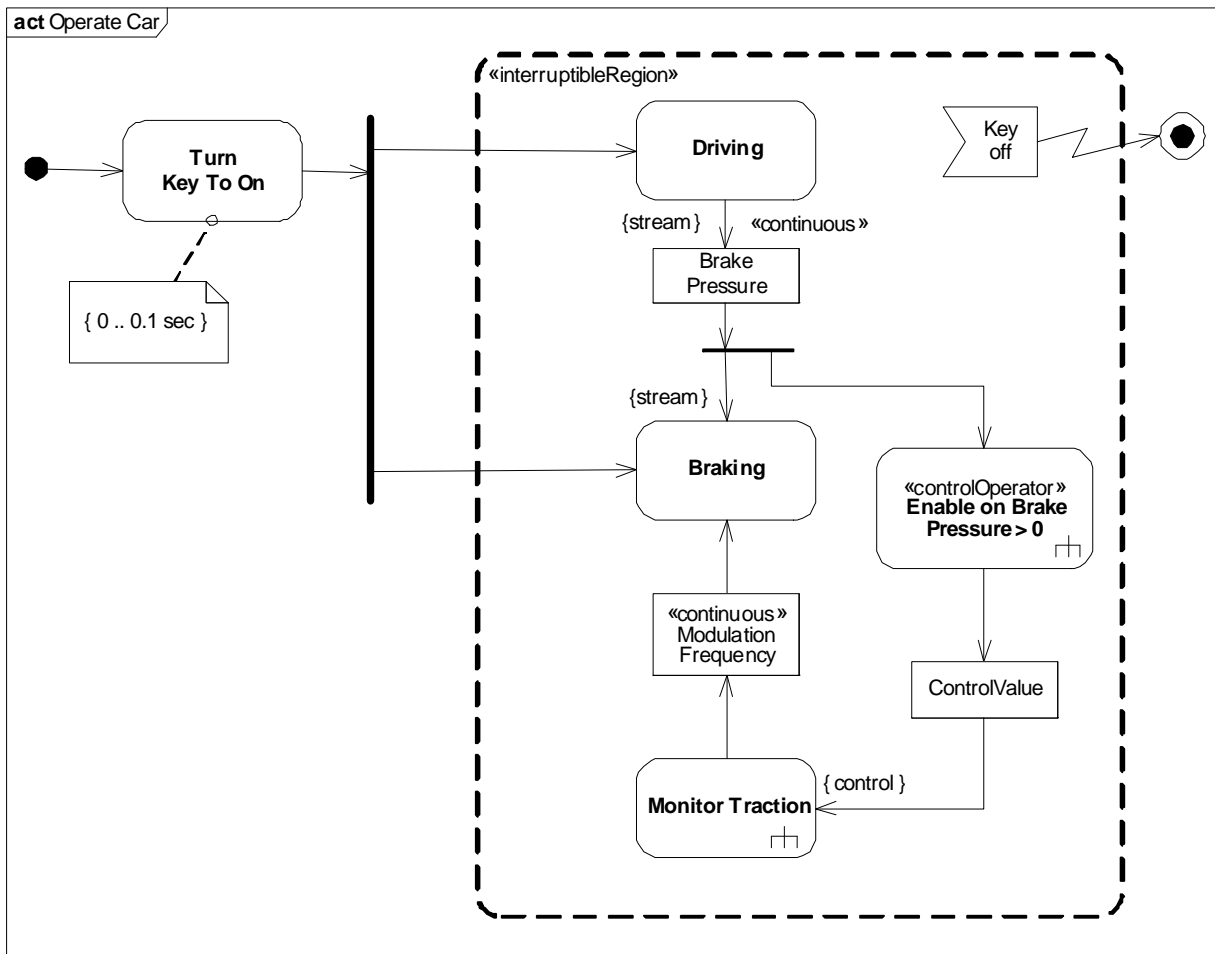 act Operate Car
«interruptibleRegion»
Turn
Key To On
{ 0 .. 0.1 sec }
Driving
Key
off
{stream}
«continuous»
Brake
Pressure
{stream}
Braking
«controlOperator»
Enable on Brake
Pressure > 0
«continuous»
Modulation
Frequency
ControlValue
{ control }
Monitor Traction